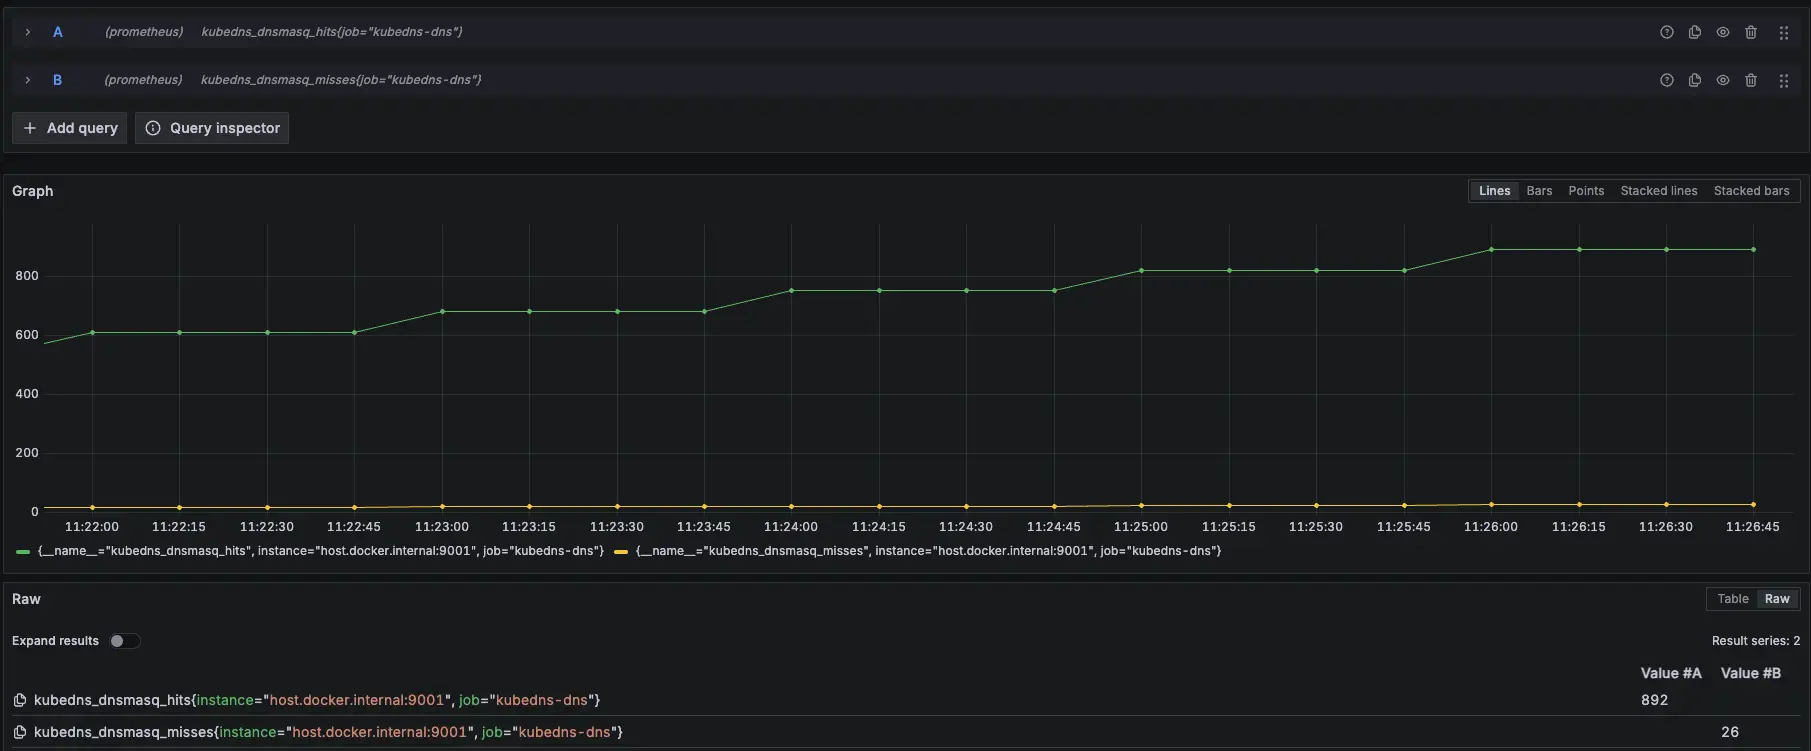 A (prometheus) kubedns_dnsmasq_hits{job="kubedns-dns"}
B (prometheus) kubedns_dnsmasq_misses{job="kubedns-dns"}
+ Add query Query inspector
Graph Lines Bars Points Stacked lines Stacked bars
800
600
400
200
0
11:22:00 11:22:15 11:22:30 11:22:45 11:23:00 11:23:15 11:23:30 11:23:45 11:24:00 11:24:15 11:24:30 11:24:45 11:25:00 11:25:15 11:25:30 11:25:45 11:26:00 11:26:15 11:26:30 11:26:45
{__name__="kubedns_dnsmasq_hits", instance="host.docker.internal:9001", job="kubedns-dns"} {__name__="kubedns_dnsmasq_misses", instance="host.docker.internal:9001", job="kubedns-dns"}
Raw Table Raw
Expand results Result series: 2
Value #A Value #B
kubedns_dnsmasq_hits{instance="host.docker.internal:9001", job="kubedns-dns"} 892
kubedns_dnsmasq_misses{instance="host.docker.internal:9001", job="kubedns-dns"} 26